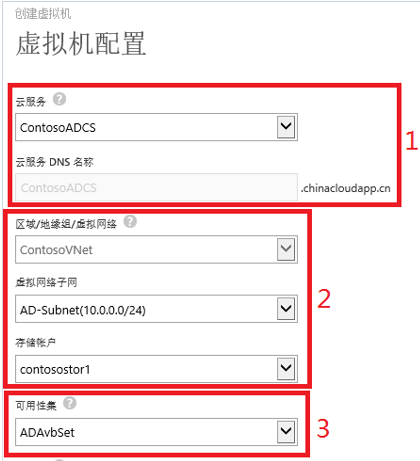 创建虚拟机
虚拟机配置
云服务 ?
ContosoADCS
1
云服务 DNS 名称
ContosoADCS .chinacloudapp.cn
区域/地缘组/虚拟网络 ?
ContosoVNet
虚拟网络子网
2
AD-Subnet(10.0.0.0/24)
存储帐户
contosostor1
可用性集 ?
ADAvbSet
3